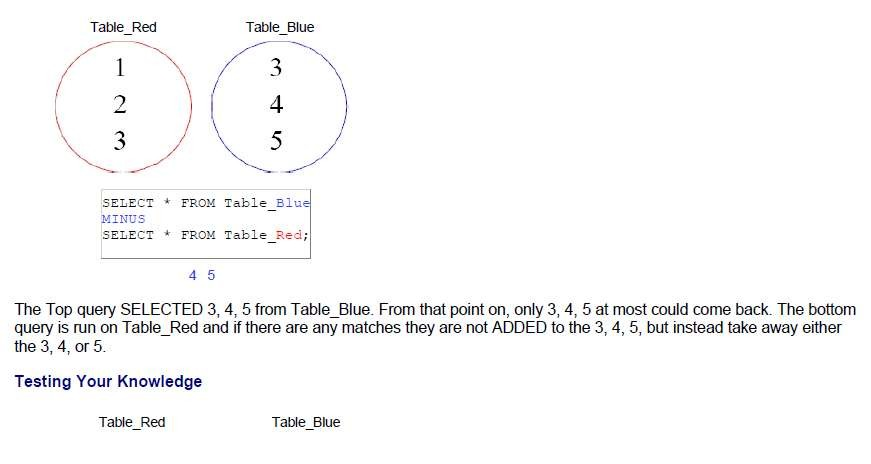 Table_Red Table_Blue
1 3
2 4
3 5
SELECT * FROM Table_Blue
MINUS
SELECT * FROM Table_Red;
4 5
The Top query SELECTED 3, 4, 5 from Table_Blue. From that point on, only 3, 4, 5 at most could come back. The bottom
query is run on Table_Red and if there are any matches they are not ADDED to the 3, 4, 5, but instead take away either
the 3, 4, or 5.
Testing Your Knowledge
Table_Red Table_Blue